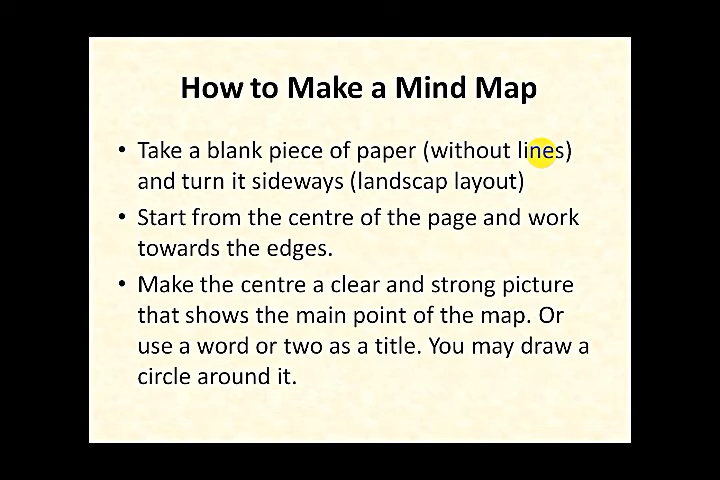 How to Make a Mind Map
• Take a blank piece of paper (without lines)
and turn it sideways (landscap layout)
• Start from the centre of the page and work
towards the edges.
• Make the centre a clear and strong picture
that shows the main point of the map. Or
use a word or two as a title. You may draw a
circle around it.